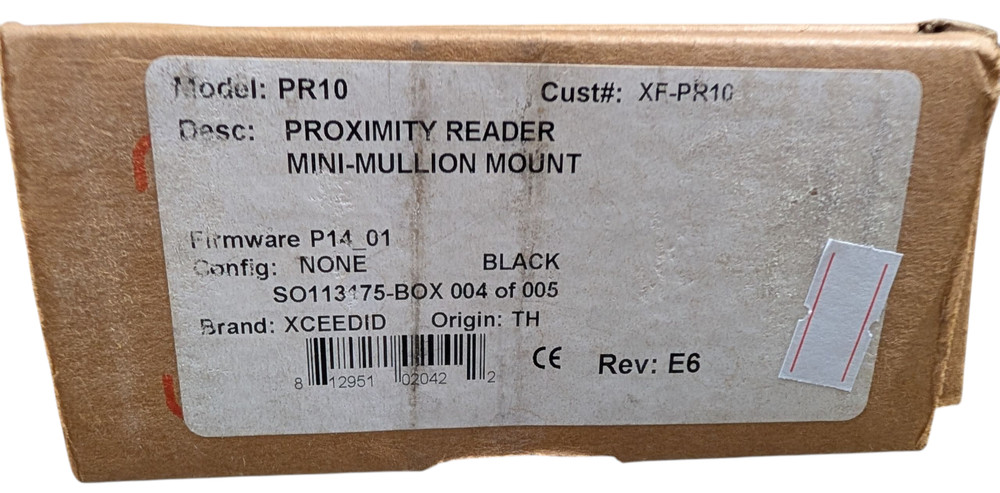 Model: PR10 Cust#: XF-PR10
Desc: PROXIMITY READER
MINI-MULLION MOUNT
Firmware P14_01
Config: NONE BLACK
SO113175-BOX 004 of 005
Brand: XCEEDID Origin: TH
8 12951 02042 2
CE Rev: E6